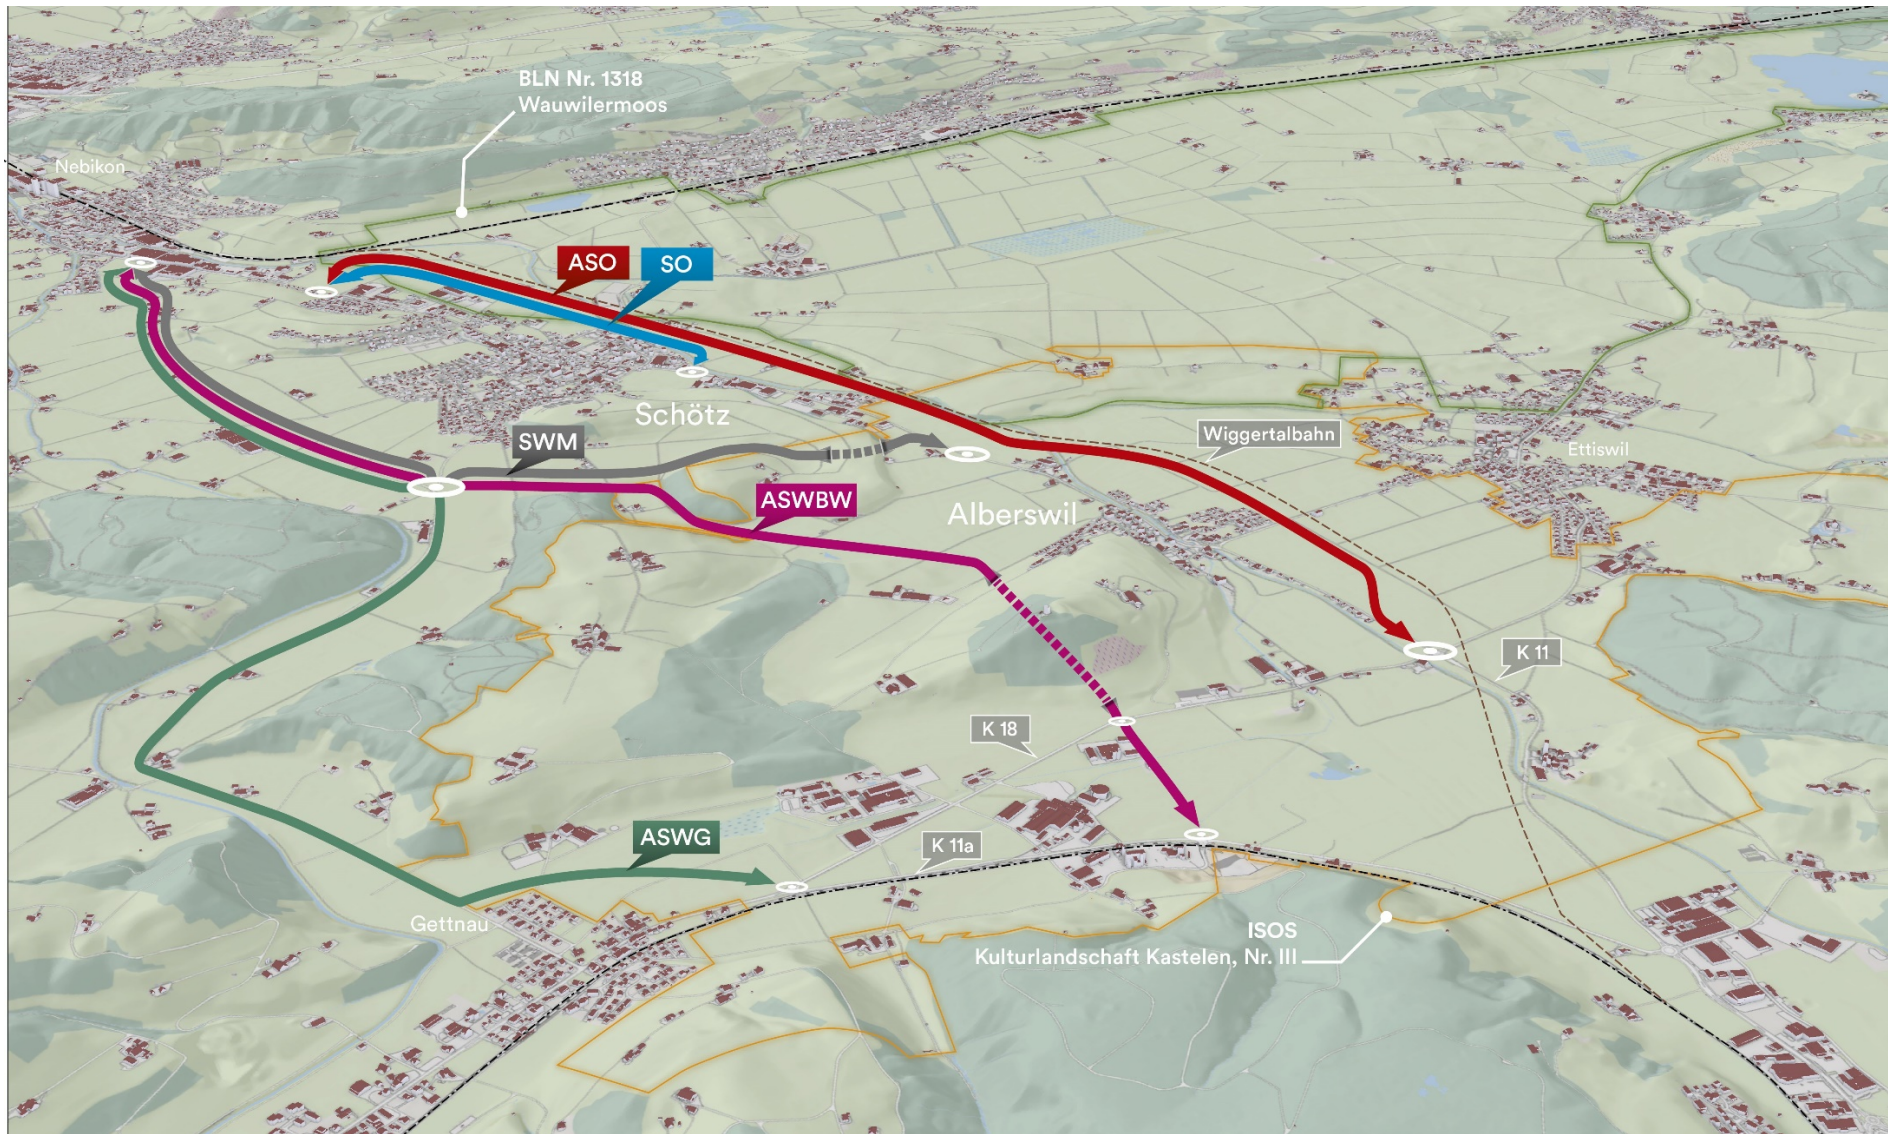 BLN Nr. 1318
Wauwilermoos
Nebikon
ASO
SO
Schötz
SWM
Wiggertalbahn
Ettiswil
ASWBW
Alberswil
K 11
K 18
ASWG
K 11a
Gettnau
ISOS
Kulturlandschaft Kastelen, Nr. III